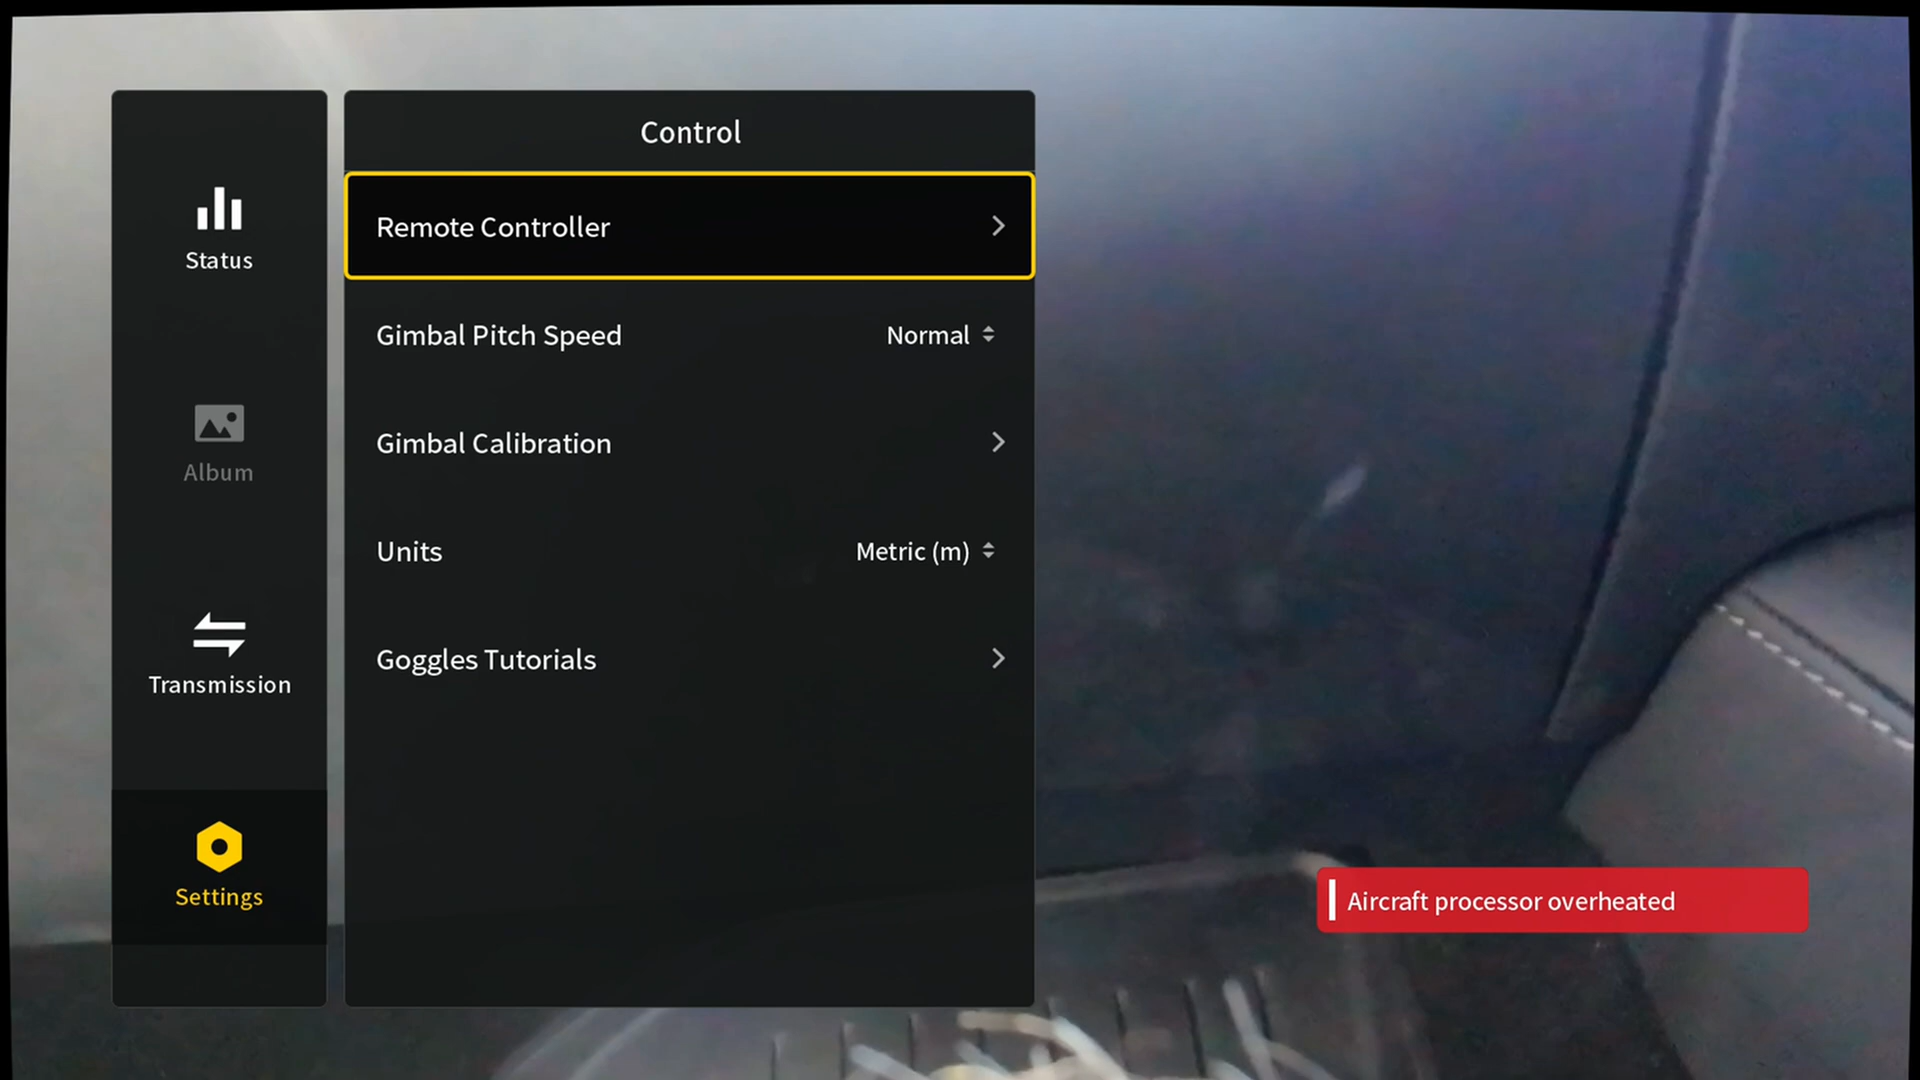 Status
Album
Transmission
Settings
Control
Remote Controller
Gimbal Pitch Speed Normal
Gimbal Calibration
Units Metric (m)
Goggles Tutorials
Aircraft processor overheated